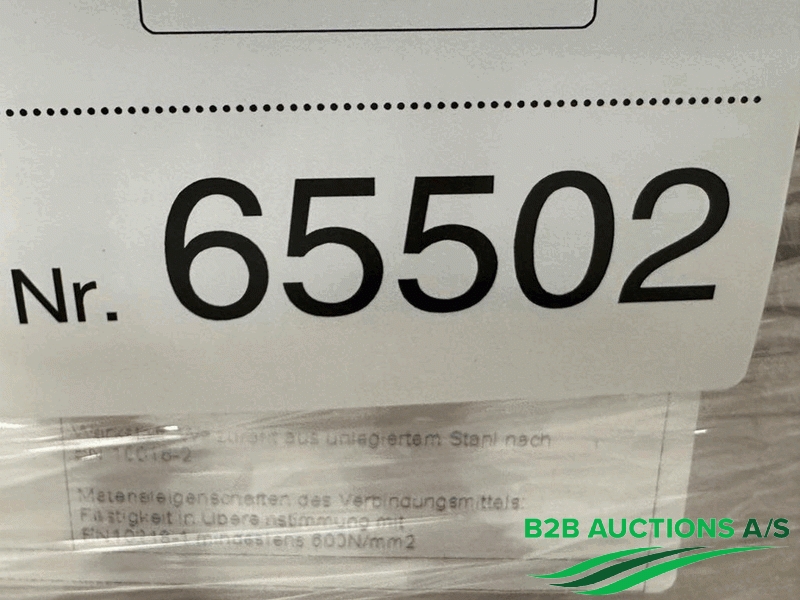 Nr. 65502
aus unlegiertem Stahl nach
Materialeigenschaften des Verbindungsmittels:
Festigkeit in Übereinstimmung mit
mindestens 600N/mm2
B2B AUCTIONS A/S